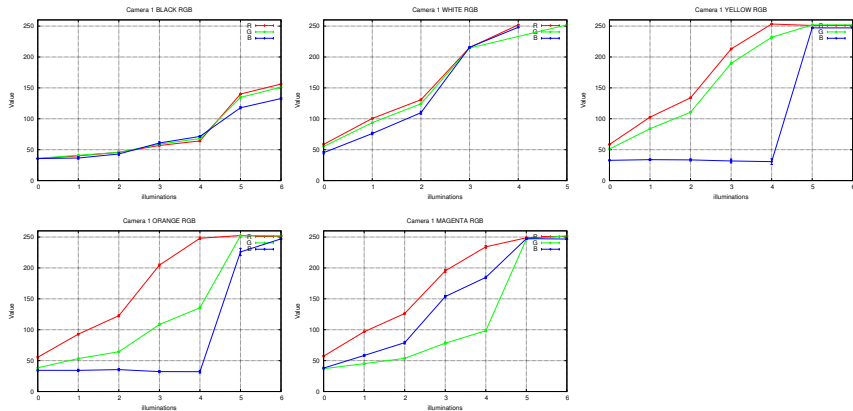 Camera 1 BLACK RGB
R
G
B
Value
250
200
150
100
50
0
0 1 2 3 4 5 6
illuminations
Camera 1 WHITE RGB
R
G
B
Value
250
200
150
100
50
0
0 1 2 3 4 5
illuminations
Camera 1 YELLOW RGB
R
G
B
Value
250
200
150
100
50
0
0 1 2 3 4 5 6
illuminations
Camera 1 ORANGE RGB
R
G
B
Value
250
200
150
100
50
0
0 1 2 3 4 5 6
illuminations
Camera 1 MAGENTA RGB
R
G
B
Value
250
200
150
100
50
0
0 1 2 3 4 5 6
illuminations